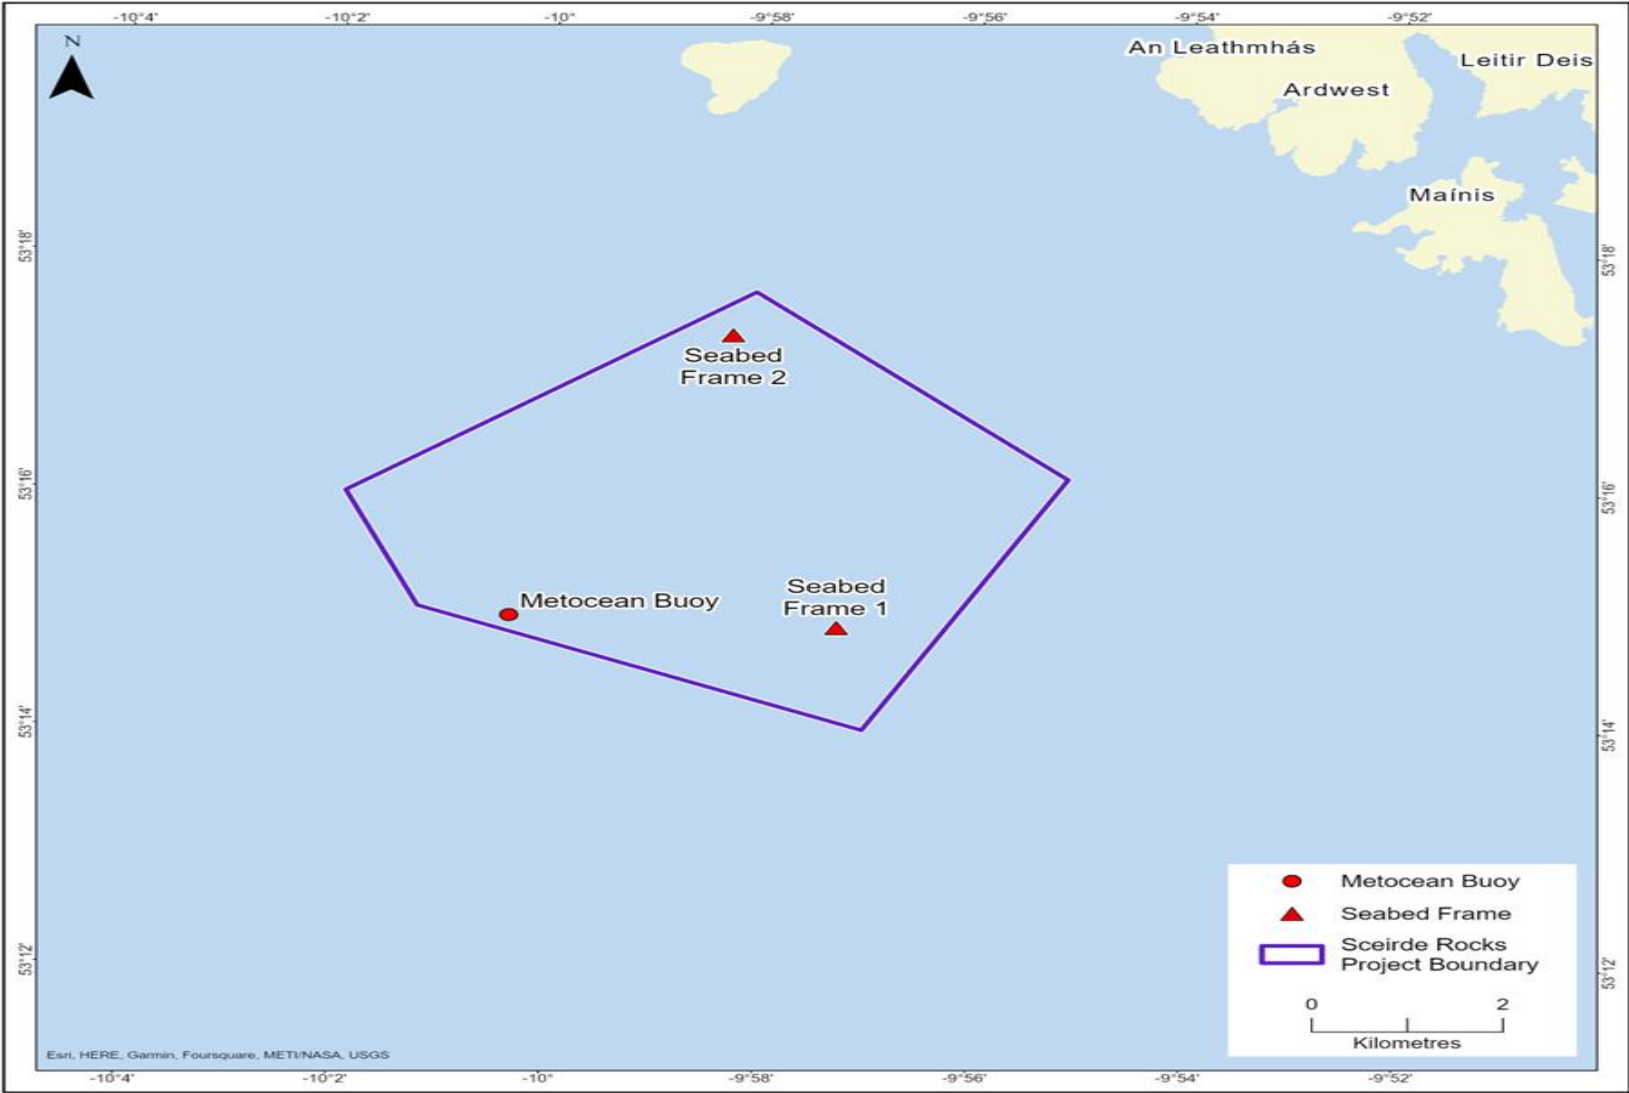 -10°4'
-10°2'
-10°
-9°58'
-9°56'
-9°54'
-9°52'
N
An Leathmhás
Leitir Deis
Ardwest
Maínis
53°18'
53°18'
Seabed
Frame 2
53°16'
53°16'
Seabed
Frame 1
Metocean Buoy
53°14'
53°14'
Metocean Buoy
Seabed Frame
Sceirde Rocks
Project Boundary
0 2
Kilometres
53°12'
53°12'
Esri, HERE, Garmin, Foursquare, METI/NASA, USGS
-10°4'
-10°2'
-10°
-9°58'
-9°56'
-9°54'
-9°52'